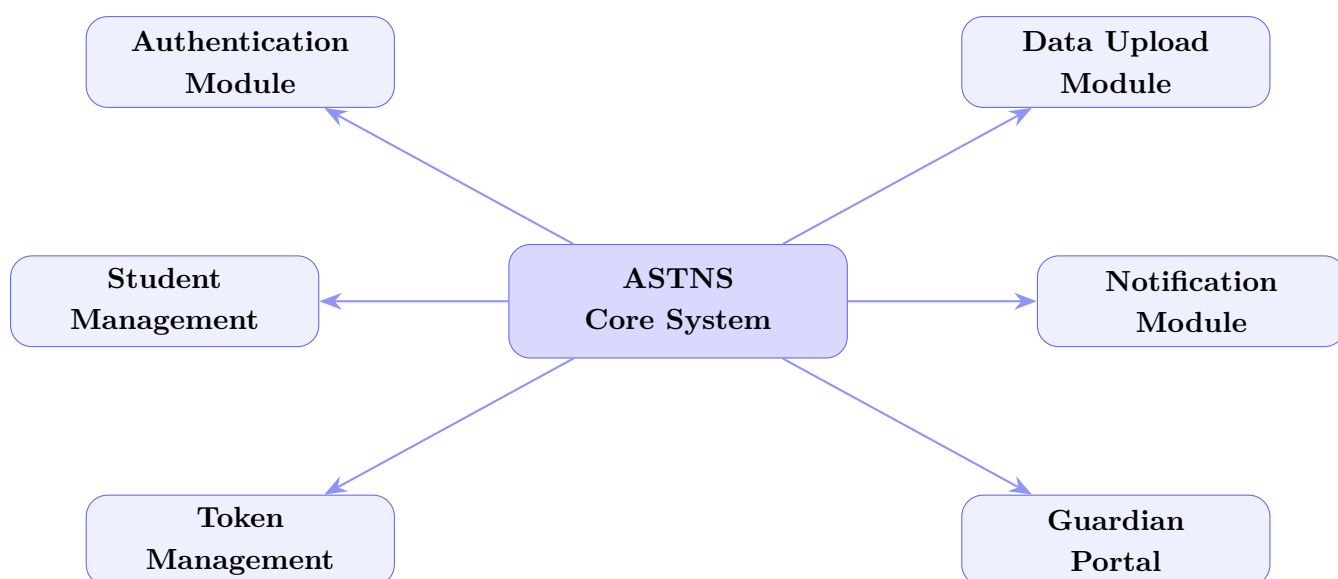 Authentication
Module
Data Upload
Module
Student
Management
ASTNS
Core System
Notification
Module
Token
Management
Guardian
Portal